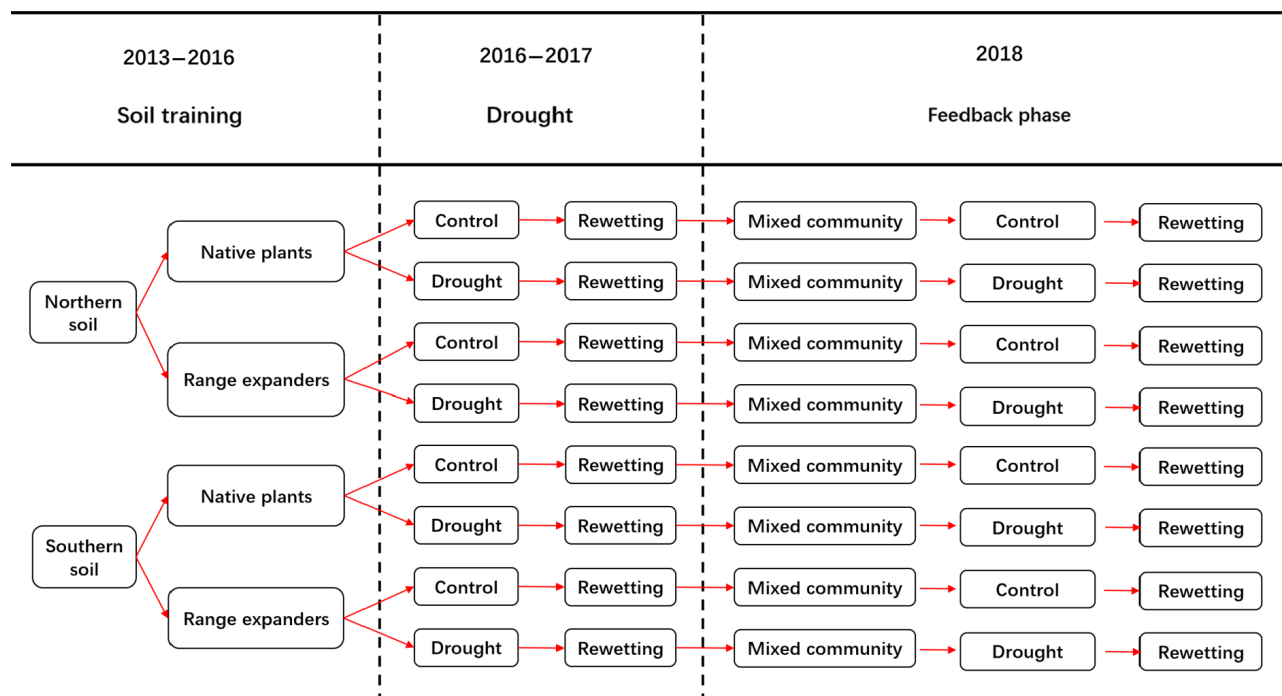 2013–2016
2016–2017
2018
Soil training
Drought
Feedback phase
Control
Rewetting
Mixed community
Control
Rewetting
Native plants
Drought
Rewetting
Mixed community
Drought
Rewetting
Northern
soil
Control
Rewetting
Mixed community
Control
Rewetting
Range expanders
Drought
Rewetting
Mixed community
Drought
Rewetting
Control
Rewetting
Mixed community
Control
Rewetting
Native plants
Drought
Rewetting
Mixed community
Drought
Rewetting
Southern
soil
Control
Rewetting
Mixed community
Control
Rewetting
Range expanders
Drought
Rewetting
Mixed community
Drought
Rewetting